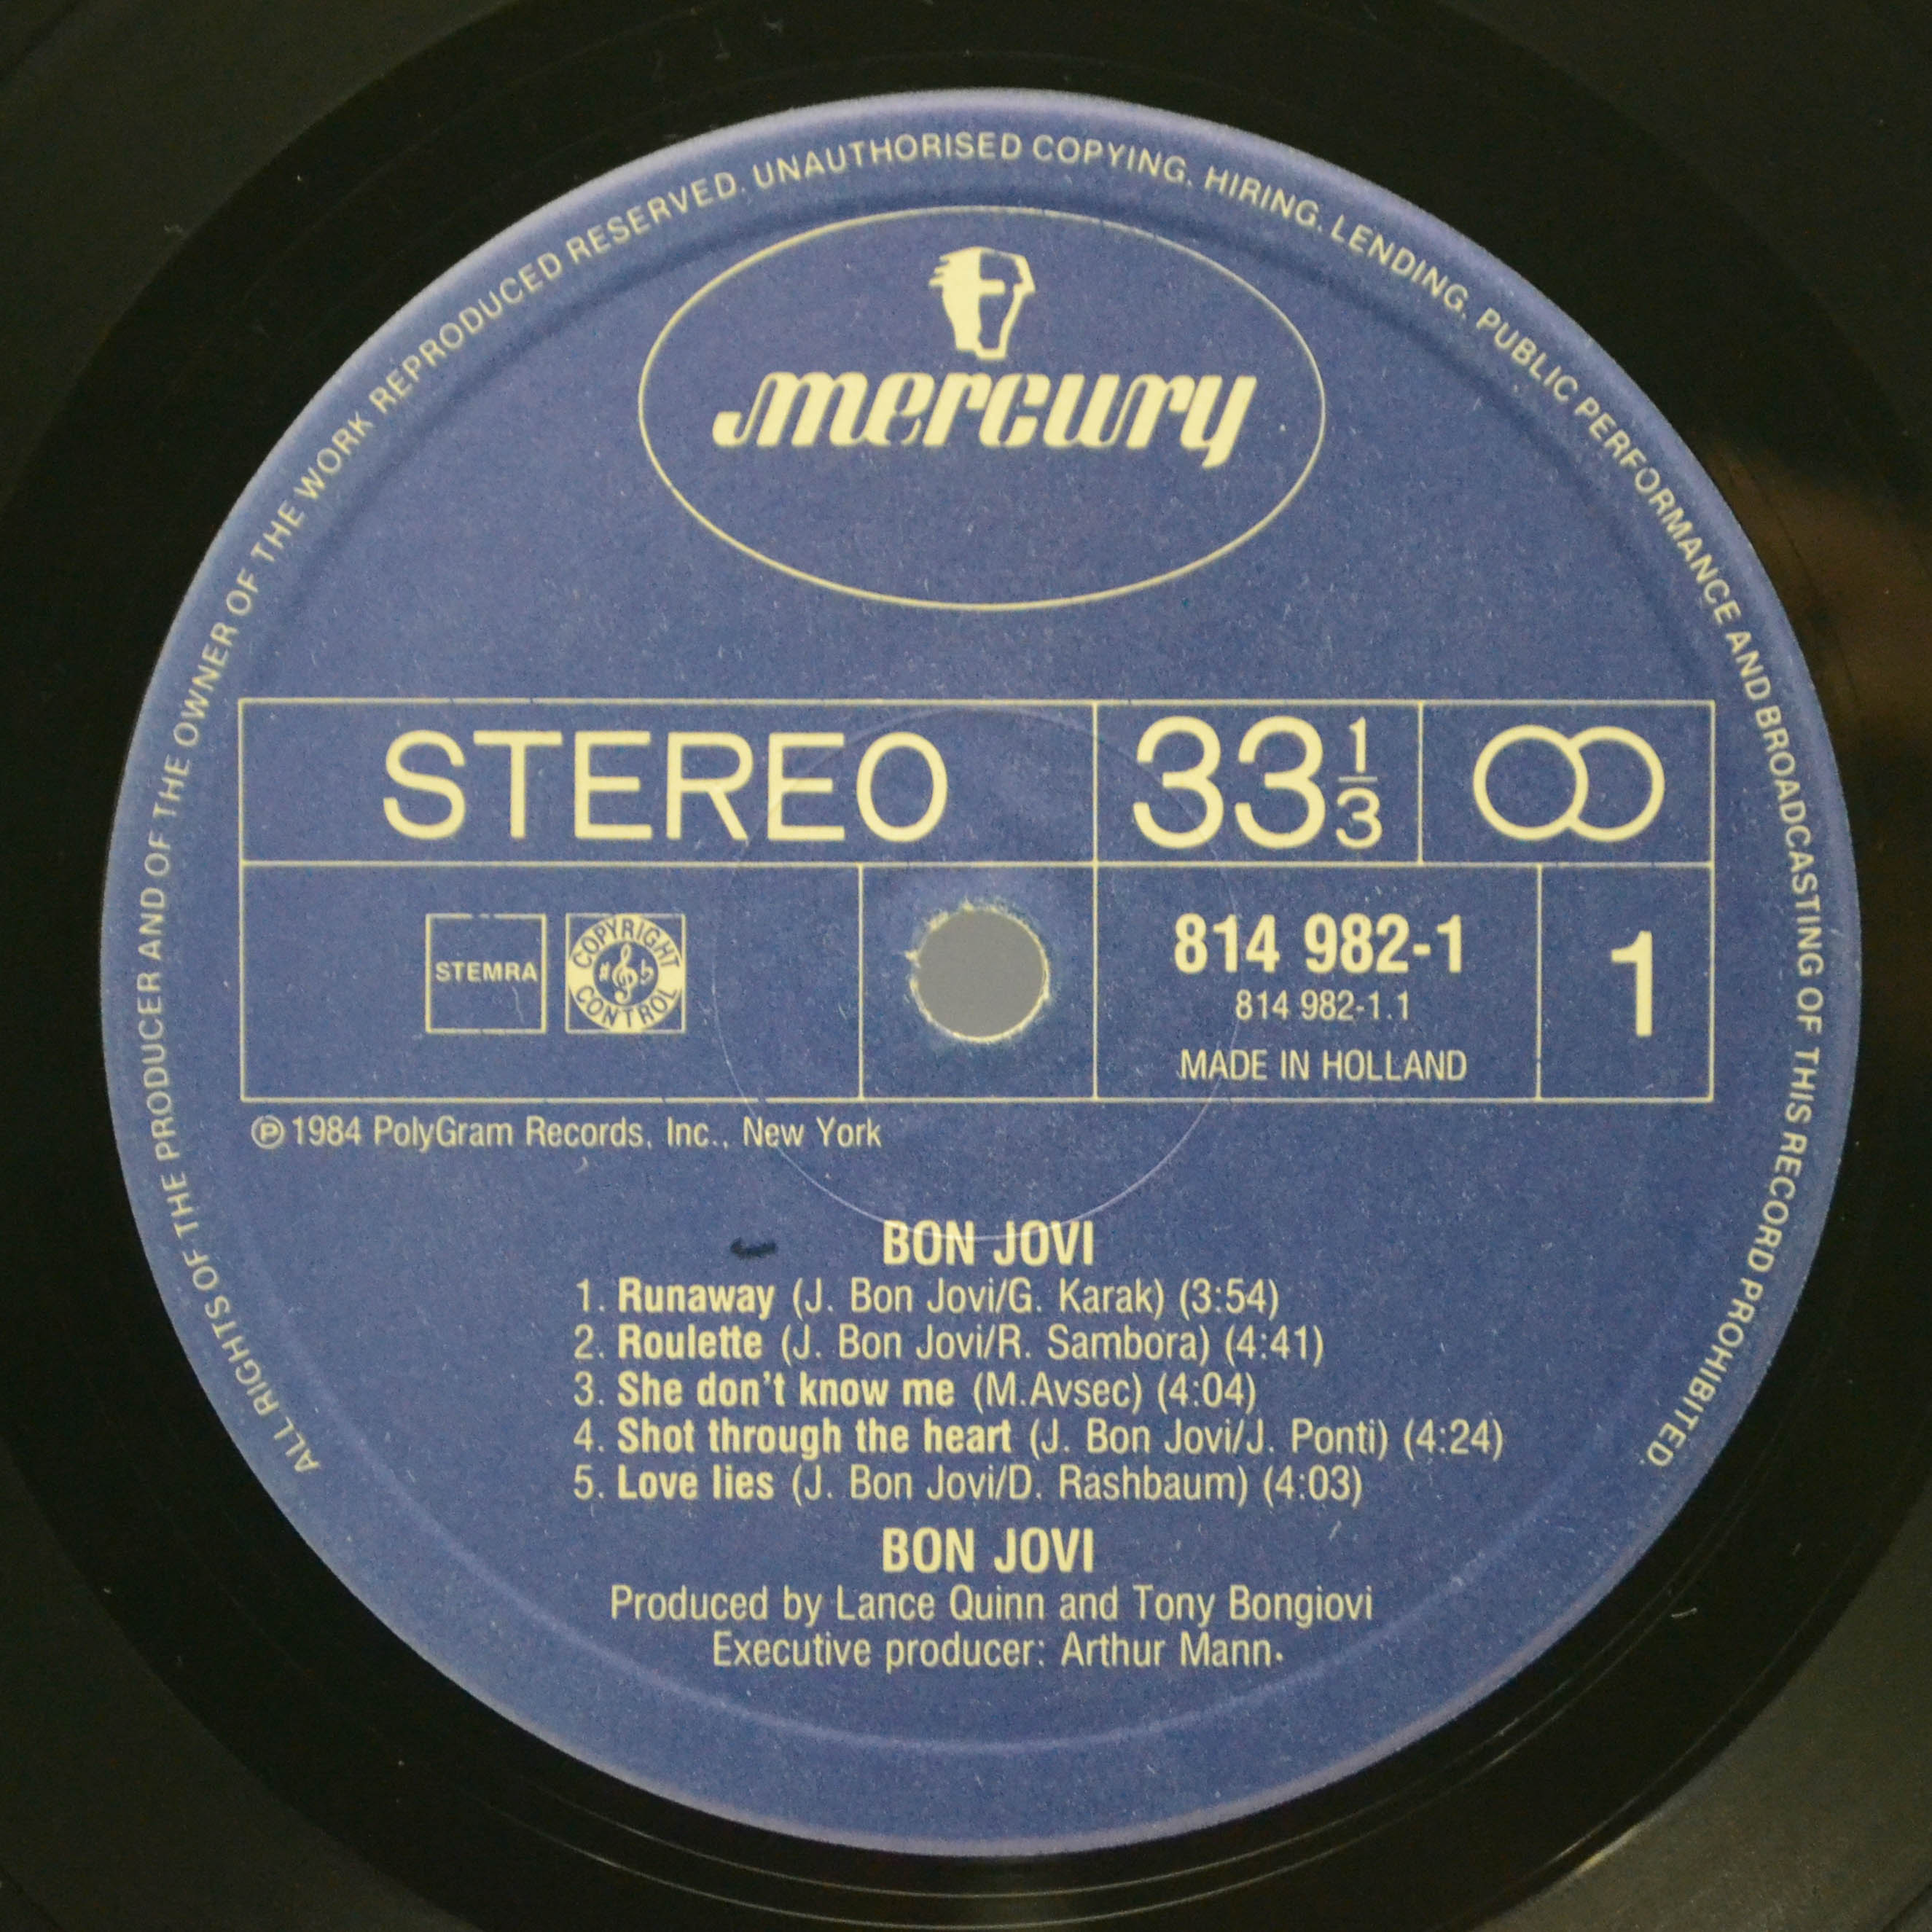 ALL RIGHTS OF THE PRODUCER AND OF THE OWNER OF THE WORK REPRODUCED RESERVED. UNAUTHORISED COPYING, HIRING, LENDING, PUBLIC PERFORMANCE AND BROADCASTING OF THIS RECORD PROHIBITED.
mercury
STEREO
33 1/3
STEMRA
COPYRIGHT CONTROL
814 982-1
814 982-1.1
MADE IN HOLLAND
1
℗ 1984 PolyGram Records, Inc., New York
BON JOVI
1. Runaway (J. Bon Jovi/G. Karak) (3:54)
2. Roulette (J. Bon Jovi/R. Sambora) (4:41)
3. She don't know me (M.Avsec) (4:04)
4. Shot through the heart (J. Bon Jovi/J. Ponti) (4:24)
5. Love lies (J. Bon Jovi/D. Rashbaum) (4:03)
BON JOVI
Produced by Lance Quinn and Tony Bongiovi
Executive producer: Arthur Mann.